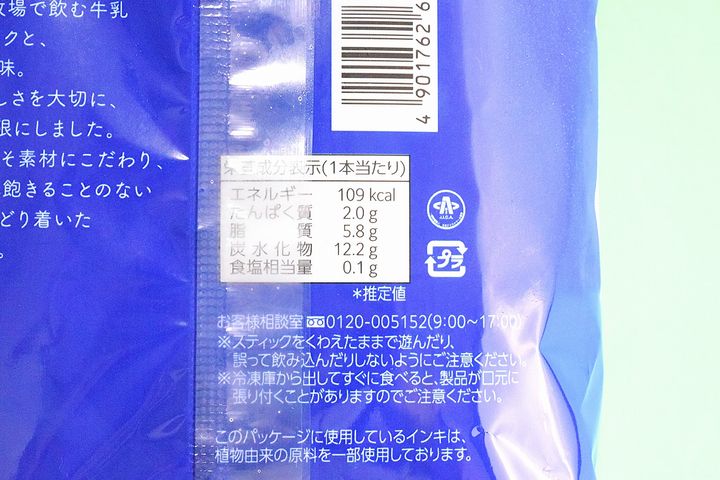 牧場で飲む牛乳
クと、
味。
しさを大切に、
限にしました。
そ素材にこだわり、
飽きることのない
どり着いた
。
4 901762 6
栄養成分表示(1本当たり)
エネルギー 109 kcal
たんぱく質 2.0 g
脂質 5.8 g
炭水化物 12.2 g
食塩相当量 0.1 g
*推定値
J.I.C.A.
プラ
お客様相談室 0120-005152(9:00~17:00)
※スティックをくわえたままで遊んだり、
誤って飲み込んだりしないようにご注意ください。
※冷凍庫から出してすぐに食べると、製品が口元に
張り付くことがありますのでご注意ください。
このパッケージに使用しているインキは、
植物由来の原料を一部使用しております。